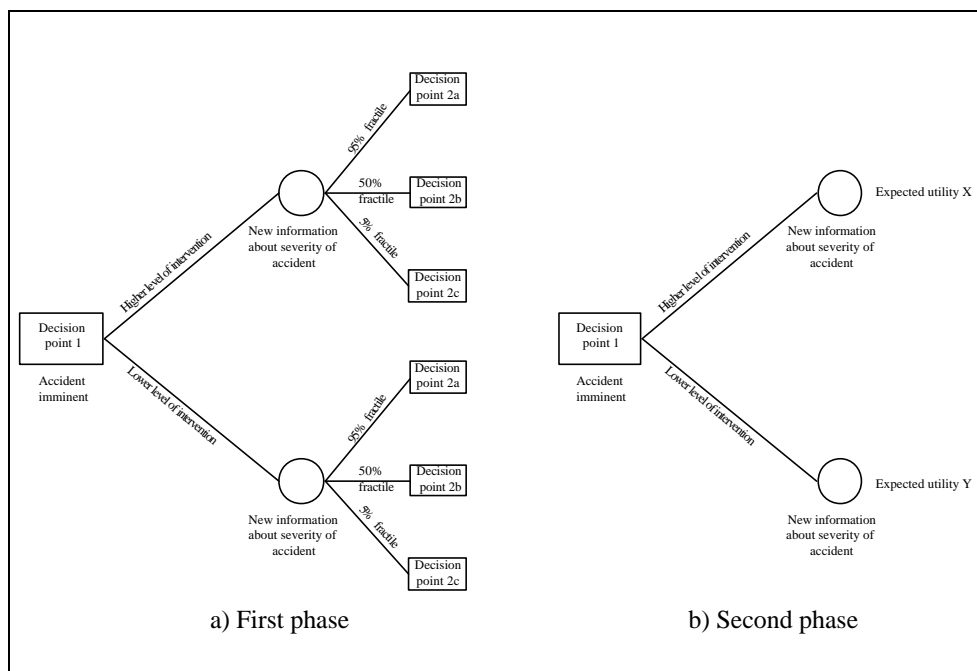 Decision
point 2a
95% fractile
Decision
point 2b
50%
fractile
5% fractile
Decision
point 2c
New information
about severity of
accident
Higher level of intervention
Decision
point 1
Accident
imminent
Lower level of intervention
Decision
point 2a
95% fractile
Decision
point 2b
50%
fractile
5% fractile
Decision
point 2c
New information
about severity of
accident
a) First phase
Expected utility X
New information
about severity of
accident
Higher level of intervention
Decision
point 1
Accident
imminent
Lower level of intervention
Expected utility Y
New information
about severity of
accident
b) Second phase